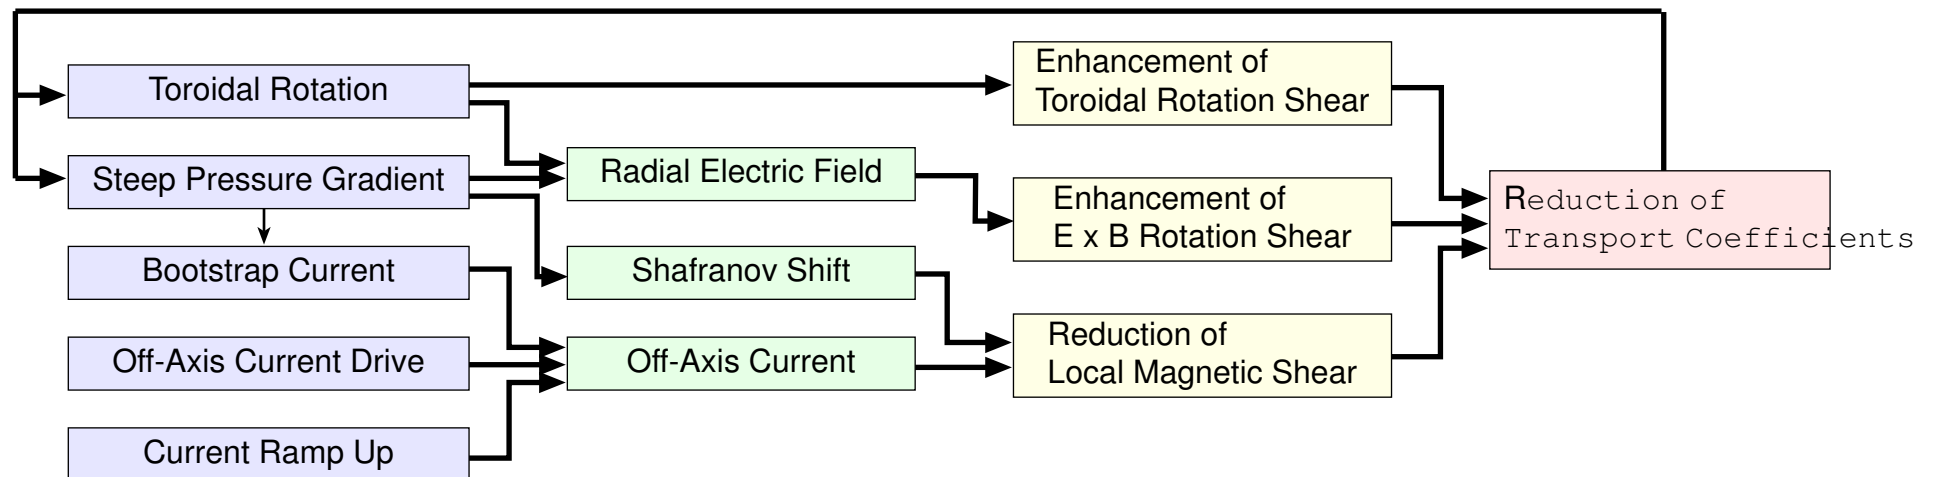 Toroidal Rotation
Steep Pressure Gradient
Bootstrap Current
Off-Axis Current Drive
Current Ramp Up
Radial Electric Field
Shafranov Shift
Off-Axis Current
Enhancement of
Toroidal Rotation Shear
Enhancement of
E x B Rotation Shear
Reduction of
Local Magnetic Shear
Reduction of
Transport Coefficients